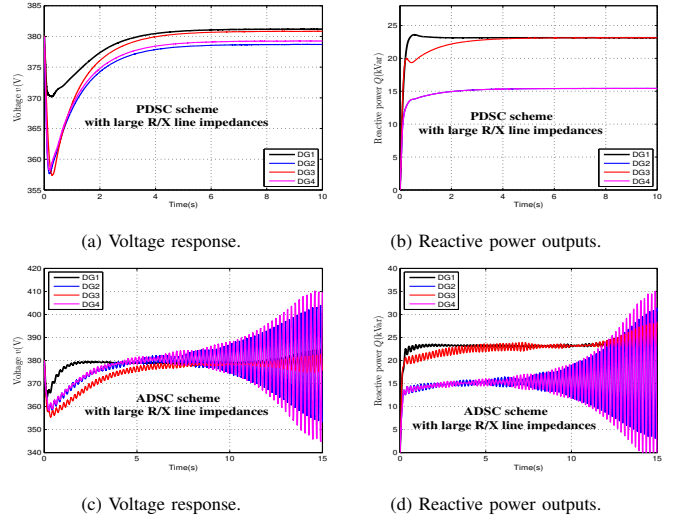 385
380
375
370
365
360
355
Voltage v(V)
PDSC scheme
with large R/X line impedances
DG1
DG2
DG3
DG4
0
2
4
6
8
10
Time(s)
(a) Voltage response.
28
25
20
15
10
5
0
Reactive power Q(kVar)
PDSC scheme
with large R/X line impedances
DG1
DG2
DG3
DG4
0
2
4
6
8
10
Time(s)
(b) Reactive power outputs.
420
410
400
390
380
370
360
350
340
Voltage v(V)
DG1
DG2
DG3
DG4
ADSC scheme
with large R/X line impedances
0
5
10
15
Time(s)
(c) Voltage response.
40
35
30
25
20
15
10
5
0
Reactive power Q(kVar)
DG1
DG2
DG3
DG4
ADSC scheme
with large R/X line impedances
0
5
10
15
Time(s)
(d) Reactive power outputs.